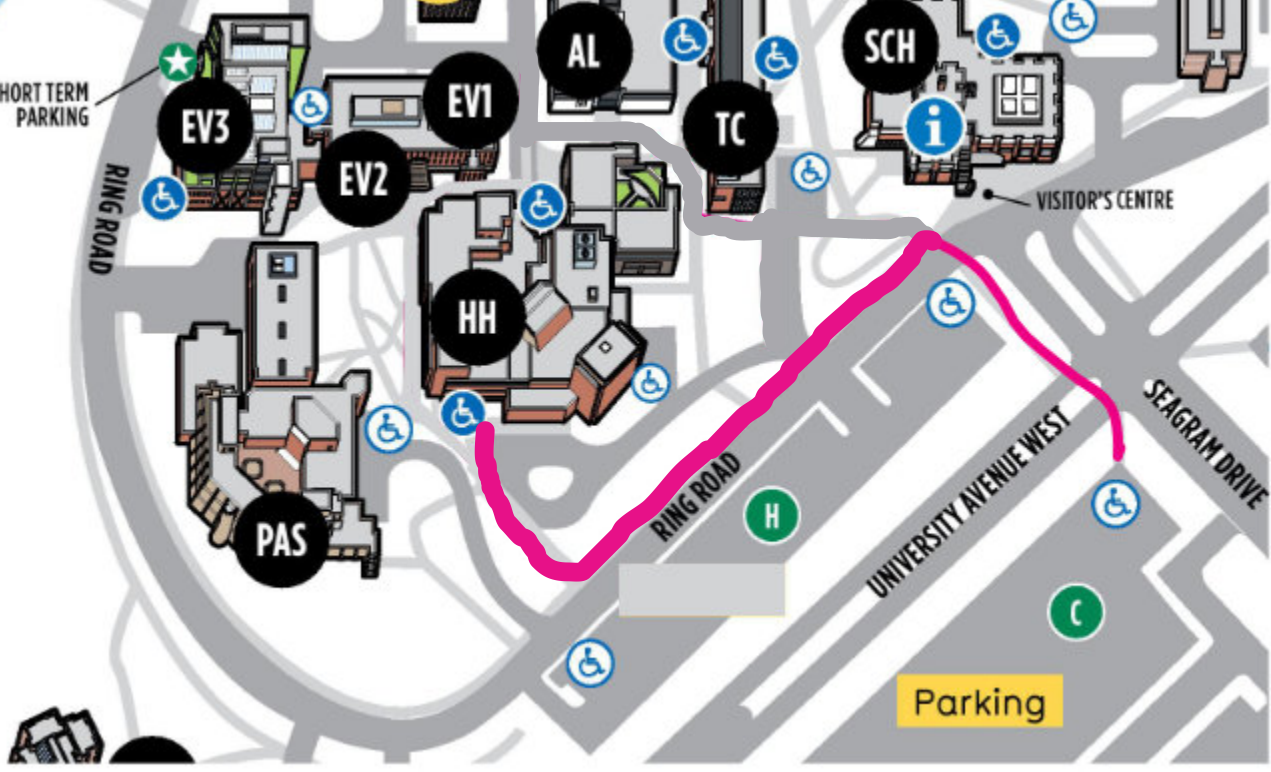 AL
SCH
EV1
TC
i
HORT TERM
PARKING
EV3
EV2
VISITOR'S CENTRE
RING ROAD
HH
SEAGRAM DRIVE
UNIVERSITY AVENUE WEST
RING ROAD
H
PAS
C
Parking